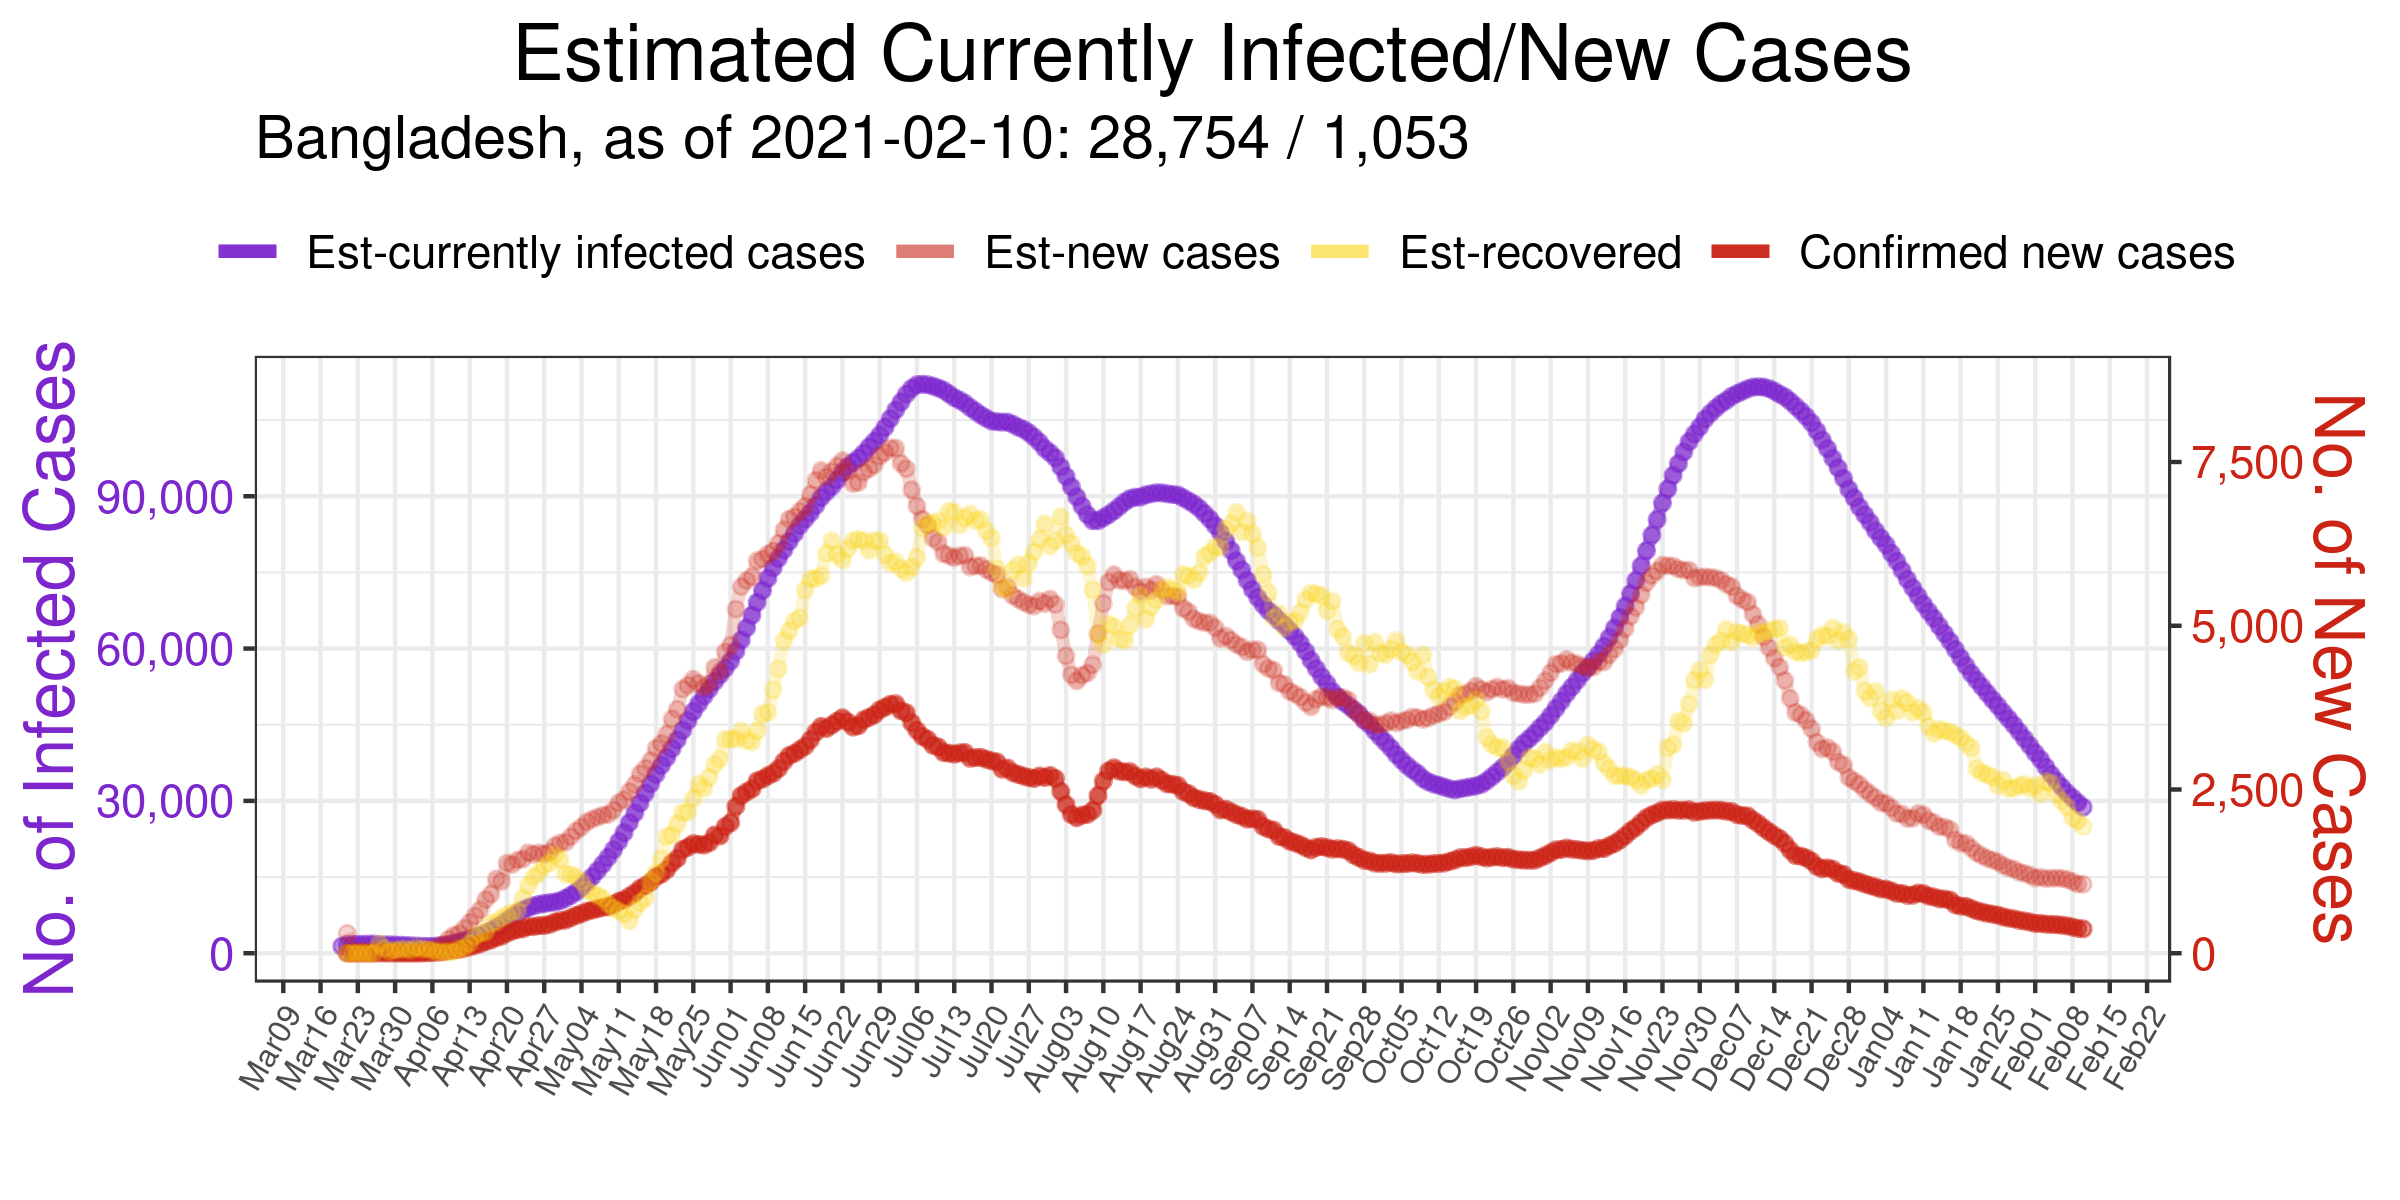 Estimated Currently Infected/New Cases
Bangladesh, as of 2021-02-10: 28,754 / 1,053
Est-currently infected cases Est-new cases Est-recovered Confirmed new cases
No. of Infected Cases
90,000
60,000
30,000
0
7,500
5,000
2,500
0
No. of New Cases
Mar09 Mar16 Mar23 Mar30 Apr06 Apr13 Apr20 Apr27 May04 May11 May18 May25 Jun01 Jun08 Jun15 Jun22 Jun29 Jul06 Jul13 Jul20 Jul27 Aug03 Aug10 Aug17 Aug24 Aug31 Sep07 Sep14 Sep21 Sep28 Oct05 Oct12 Oct19 Oct26 Nov02 Nov09 Nov16 Nov23 Nov30 Dec07 Dec14 Dec21 Dec28 Jan04 Jan11 Jan18 Jan25 Feb01 Feb08 Feb15 Feb22